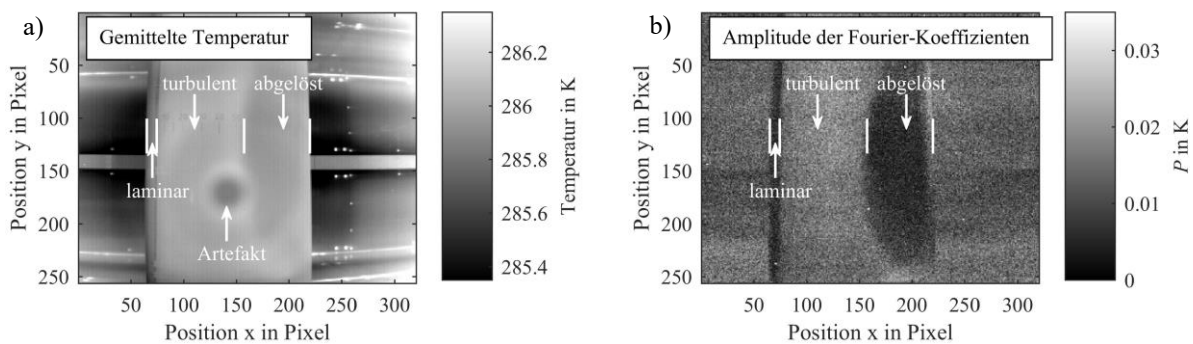 a)
Gemittelte Temperatur
turbulent
abgelöst
laminar
Artefakt
50
100
150
200
250
Position y in Pixel
50 100 150 200 250 300
Position x in Pixel
286.2
286
285.8
285.6
285.4
Temperatur in K
b)
Amplitude der Fourier-Koeffizienten
turbulent
abgelöst
laminar
50
100
150
200
250
Position y in Pixel
50 100 150 200 250 300
Position x in Pixel
0.03
0.02
0.01
0
P in K